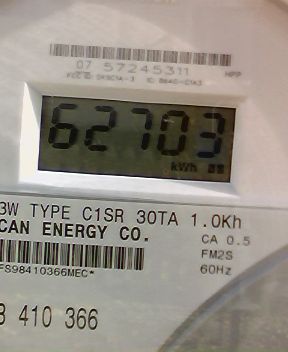 07 57245311
HPP
62703
kWh
3W TYPE C1SR 30TA 1.0Kh
CAN ENERGY CO.
CA 0.5
FM2S
60Hz
FS98410366MEC*
410 366